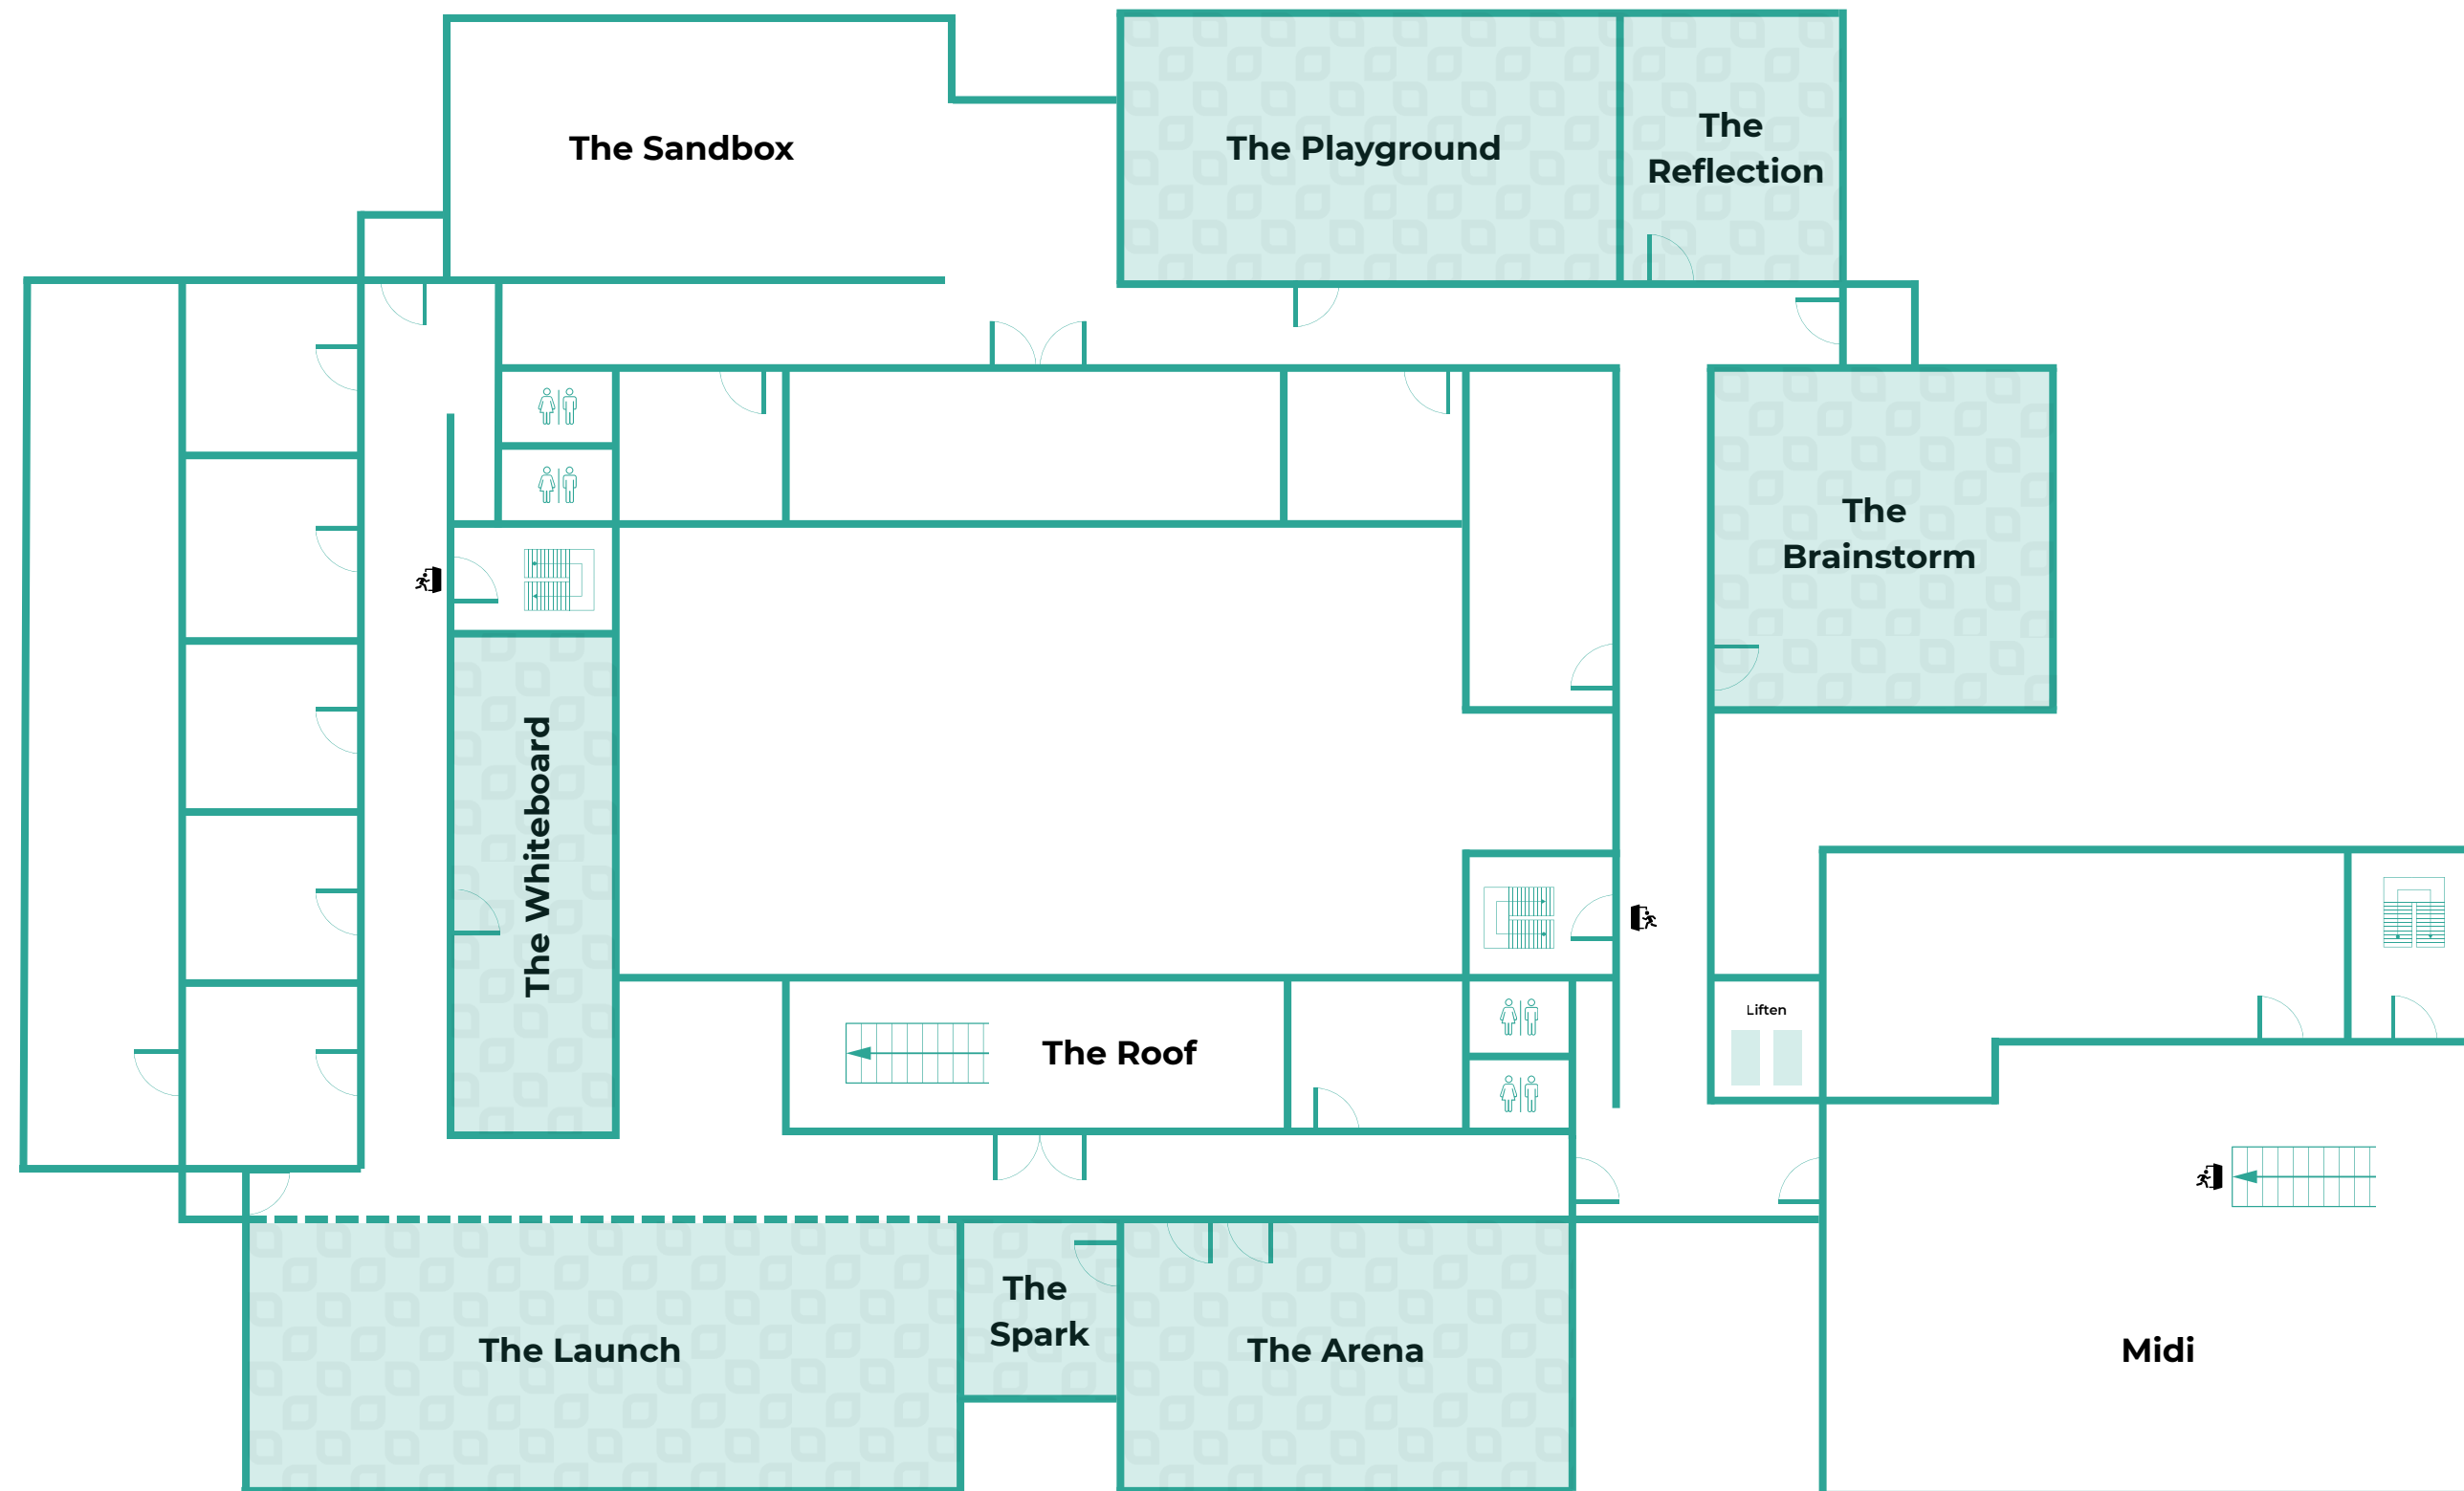 The Sandbox
The Playground
The
Reflection
The
Brainstorm
The Whiteboard
Liften
The Roof
The
Spark
The Launch
The Arena
Midi